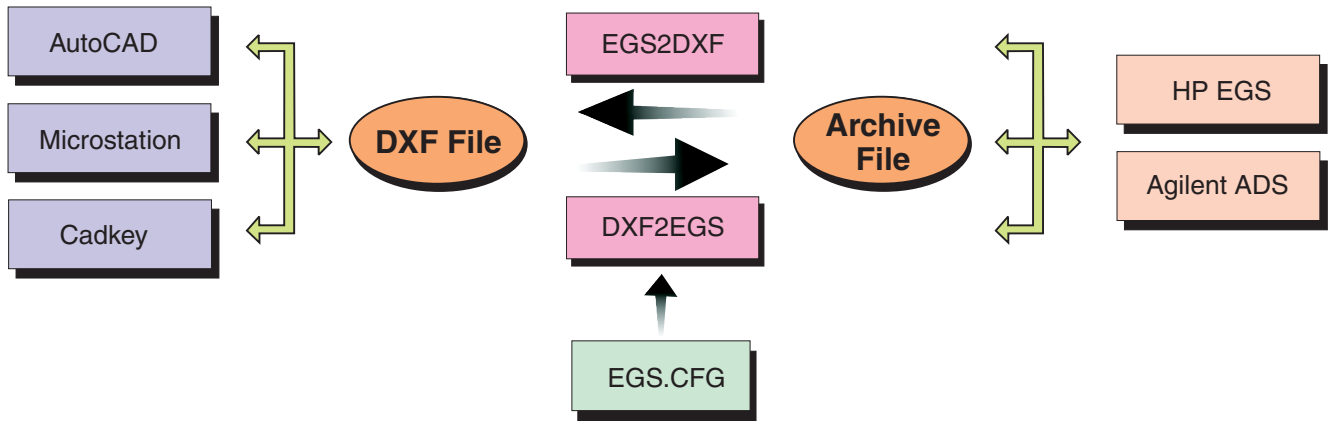 AutoCAD
Microstation
Cadkey
DXF File
EGS2DXF
DXF2EGS
EGS.CFG
Archive
File
HP EGS
Agilent ADS